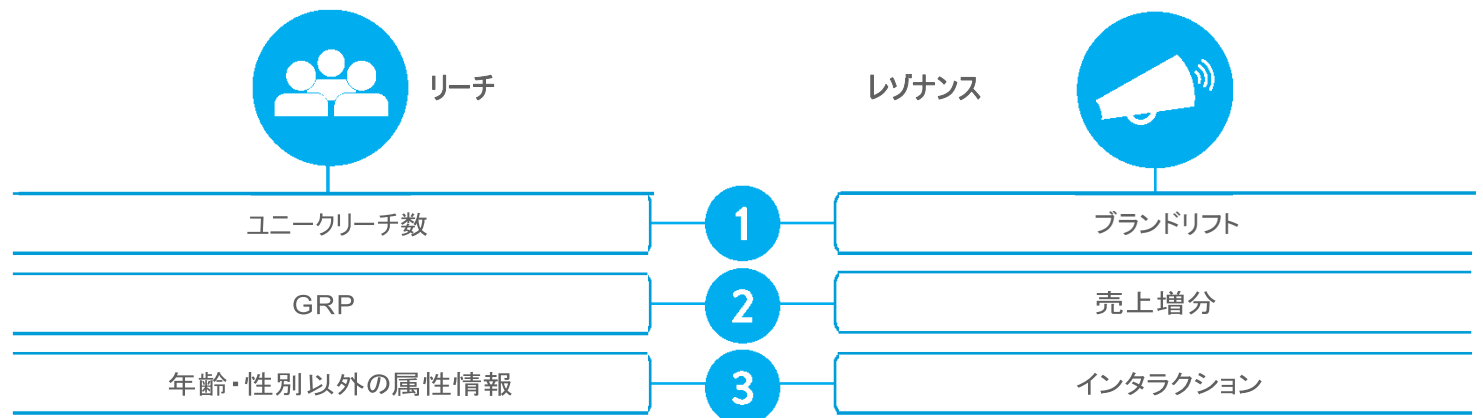 リーチ
レゾナンス
ユニークリーチ数
1
ブランドリフト
GRP
2
売上増分
年齢・性別以外の属性情報
3
インタラクション